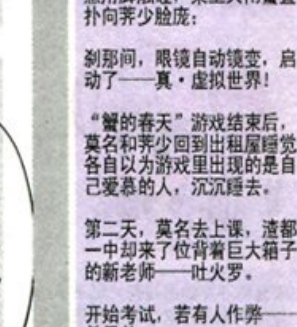 扑向荠少脸庞：
刹那间，眼镜自动镜变，启
动了——真·虚拟世界！
“蟹的春天”游戏结束后，
莫名和荠少回到出租屋睡觉
各自以为游戏里出现的是自
己爱慕的人，沉沉睡去。
第二天，莫名去上课，渣都
一中却来了位背着巨大箱子
的新老师——吐火罗。
开始考试，若有人作弊——